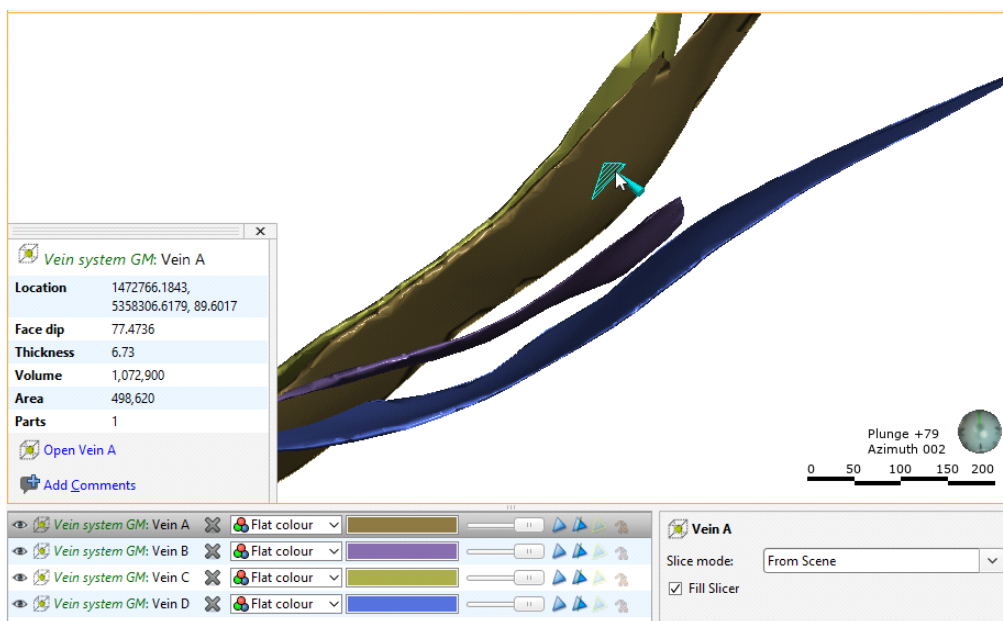 Vein system GM: Vein A
Location 1472766.1843,
5358306.6179, 89.6017
Face dip 77.4736
Thickness 6.73
Volume 1,072,900
Area 498,620
Parts 1
Open Vein A
Add Comments
Plunge +79
Azimuth 002
0 50 100 150 200
Vein system GM: Vein A Flat colour
Vein system GM: Vein B Flat colour
Vein system GM: Vein C Flat colour
Vein system GM: Vein D Flat colour
Vein A
Slice mode: From Scene
Fill Slicer